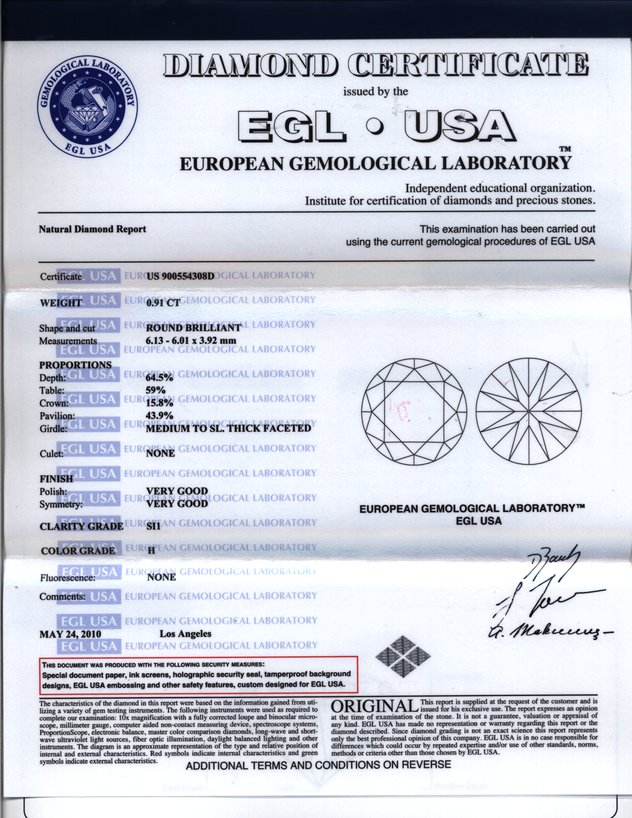 GEMOLOGICAL LABORATORY
EGL USA
DIAMOND CERTIFICATE
issued by the
EGL • USA
EUROPEAN GEMOLOGICAL LABORATORY™
Independent educational organization.
Institute for certification of diamonds and precious stones.
Natural Diamond Report
This examination has been carried out
using the current gemological procedures of EGL USA
Certificate US 900554308D
WEIGHT 0.91 CT
Shape and cut ROUND BRILLIANT
Measurements 6.13 - 6.01 x 3.92 mm
PROPORTIONS
Depth: 64.5%
Table: 59%
Crown: 15.8%
Pavilion: 43.9%
Girdle: MEDIUM TO SL. THICK FACETED
Culet: NONE
FINISH
Polish: VERY GOOD
Symmetry: VERY GOOD
CLARITY GRADE SI1
COLOR GRADE H
Fluorescence: NONE
Comments:
EGL USA EUROPEAN GEMOLOGICAL LABORATORY
MAY 24, 2010 Los Angeles
EUROPEAN GEMOLOGICAL LABORATORY™
EGL USA
THIS DOCUMENT WAS PRODUCED WITH THE FOLLOWING SECURITY MEASURES:
Special document paper, ink screens, holographic security seal, tamperproof background
designs, EGL USA embossing and other safety features, custom designed for EGL USA.
The characteristics of the diamond in this report were based on the information gained from uti-
lizing a variety of gem testing instruments. The following instruments were used as required to
complete our examination: 10x magnification with a fully corrected loupe and binocular micro-
scope, millimeter gauge, computer aided non-contact measuring device, spectroscope systems,
ProportionScope, electronic balance, master color comparison diamonds, long-wave and short-
wave ultraviolet light sources, fiber optic illumination, daylight balanced lighting and other
instruments. The diagram is an approximate representation of the type and relative position of
internal and external characteristics. Red symbols indicate internal characteristics and green
symbols indicate external characteristics.
ORIGINAL This report is supplied at the request of the customer and is
issued for his exclusive use. The report expresses an opinion
at the time of examination of the stone. It is not a guarantee, valuation or appraisal of
any kind. EGL USA has made no representation or warranty regarding this report or the
diamond described. Since diamond grading is not an exact science this report represents
only the best professional opinion of this company. EGL USA is in no case responsible for
differences which could occur by repeated expertise and/or use of other standards, norms,
methods or criteria other than those chosen by EGL USA.
ADDITIONAL TERMS AND CONDITIONS ON REVERSE